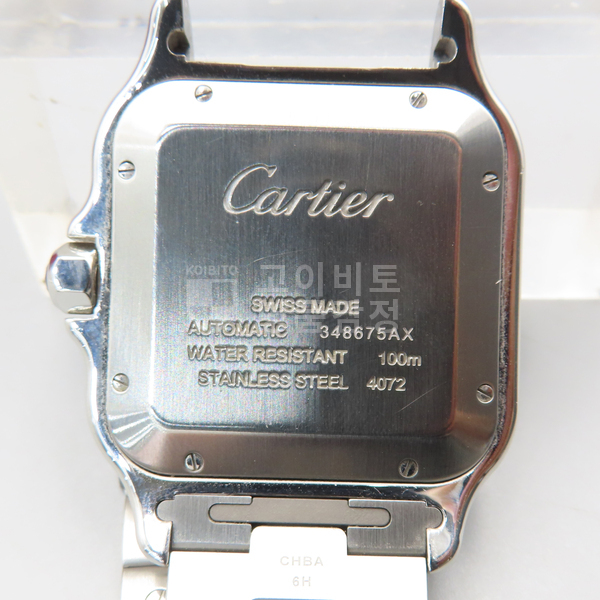 Cartier
KOIBITO
고이비토
SWISS MADE
AUTOMATIC 348675AX
WATER RESISTANT 100m
STAINLESS STEEL 4072
CHBA
6H